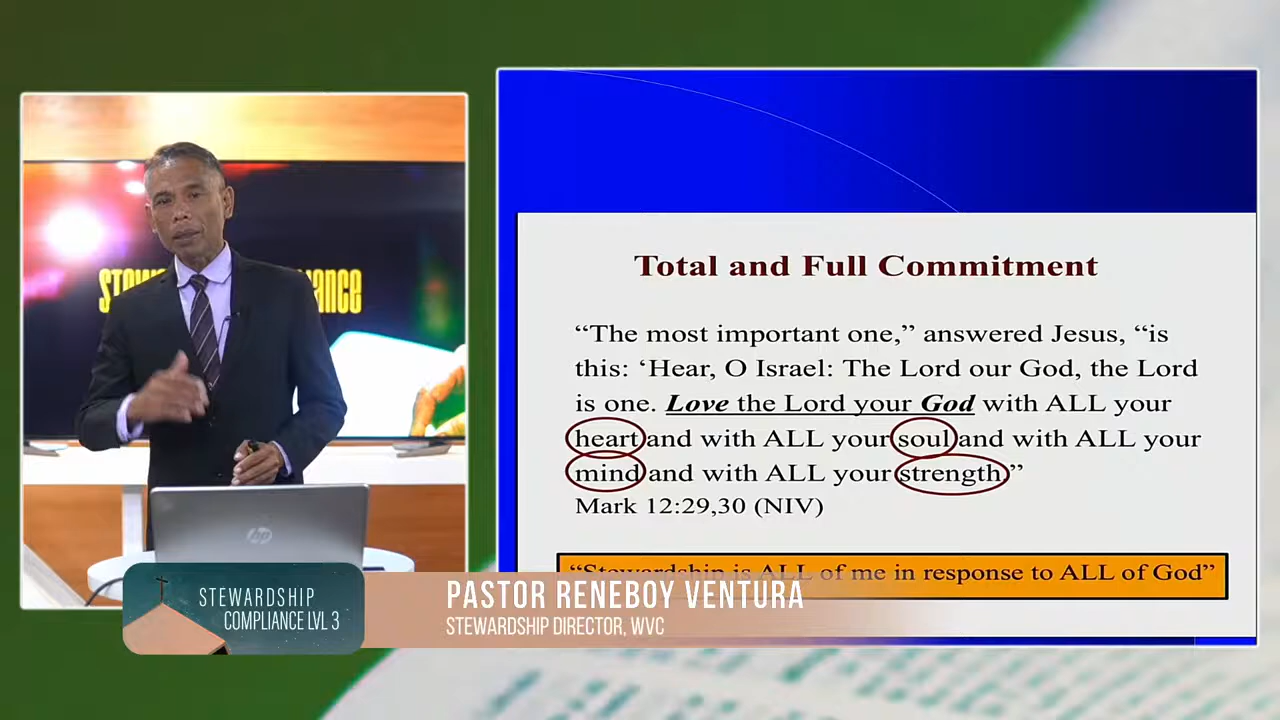 Total and Full Commitment
“The most important one,” answered Jesus, “is
this: ‘Hear, O Israel: The Lord our God, the Lord
is one. Love the Lord your God with ALL your
heart and with ALL your soul and with ALL your
mind and with ALL your strength.”
Mark 12:29,30 (NIV)
“Stewardship is ALL of me in response to ALL of God”
hp
STEWARDSHIP
COMPLIANCE LVL 3
PASTOR RENEBOY VENTURA
STEWARDSHIP DIRECTOR, WVC